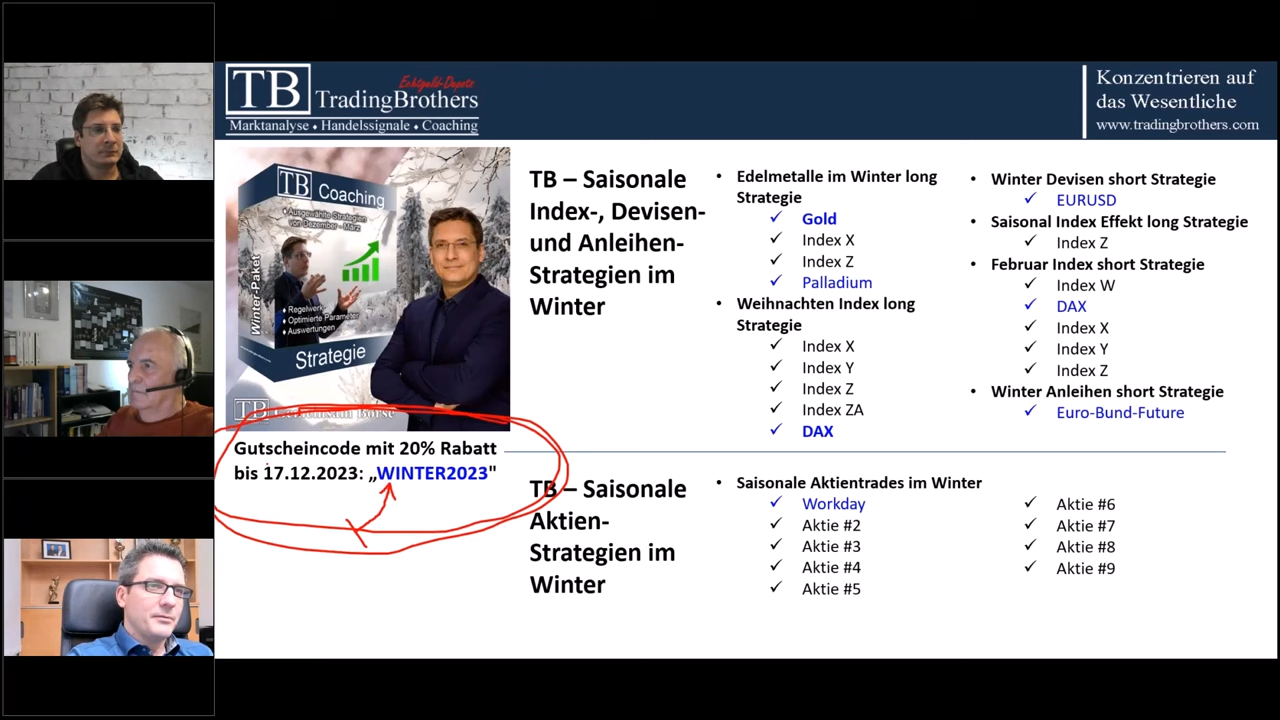 TB
Echtgeld-Depots
TradingBrothers
Marktanalyse ♦ Handelssignale ♦ Coaching
Konzentrieren auf
das Wesentliche
www.tradingbrothers.com
TB Coaching
♦ Ausgewählte Strategien
von Dezember - März
Winter-Paket
♦ Regelwerk
♦ Optimierte Parameter
♦ Auswertungen
Strategie
TB Gemeinsam Börse
Gutscheincode mit 20% Rabatt
bis 17.12.2023: „WINTER2023"
TB – Saisonale
Index-, Devisen-
und Anleihen-
Strategien im
Winter
• Edelmetalle im Winter long
Strategie
✓ Gold
✓ Index X
✓ Index Z
✓ Palladium
• Weihnachten Index long
Strategie
✓ Index X
✓ Index Y
✓ Index Z
✓ Index ZA
✓ DAX
• Winter Devisen short Strategie
✓ EURUSD
• Saisonal Index Effekt long Strategie
✓ Index Z
• Februar Index short Strategie
✓ Index W
✓ DAX
✓ Index X
✓ Index Y
✓ Index Z
• Winter Anleihen short Strategie
✓ Euro-Bund-Future
TB – Saisonale
Aktien-
Strategien im
Winter
• Saisonale Aktientrades im Winter
✓ Workday
✓ Aktie #2
✓ Aktie #3
✓ Aktie #4
✓ Aktie #5
✓ Aktie #6
✓ Aktie #7
✓ Aktie #8
✓ Aktie #9